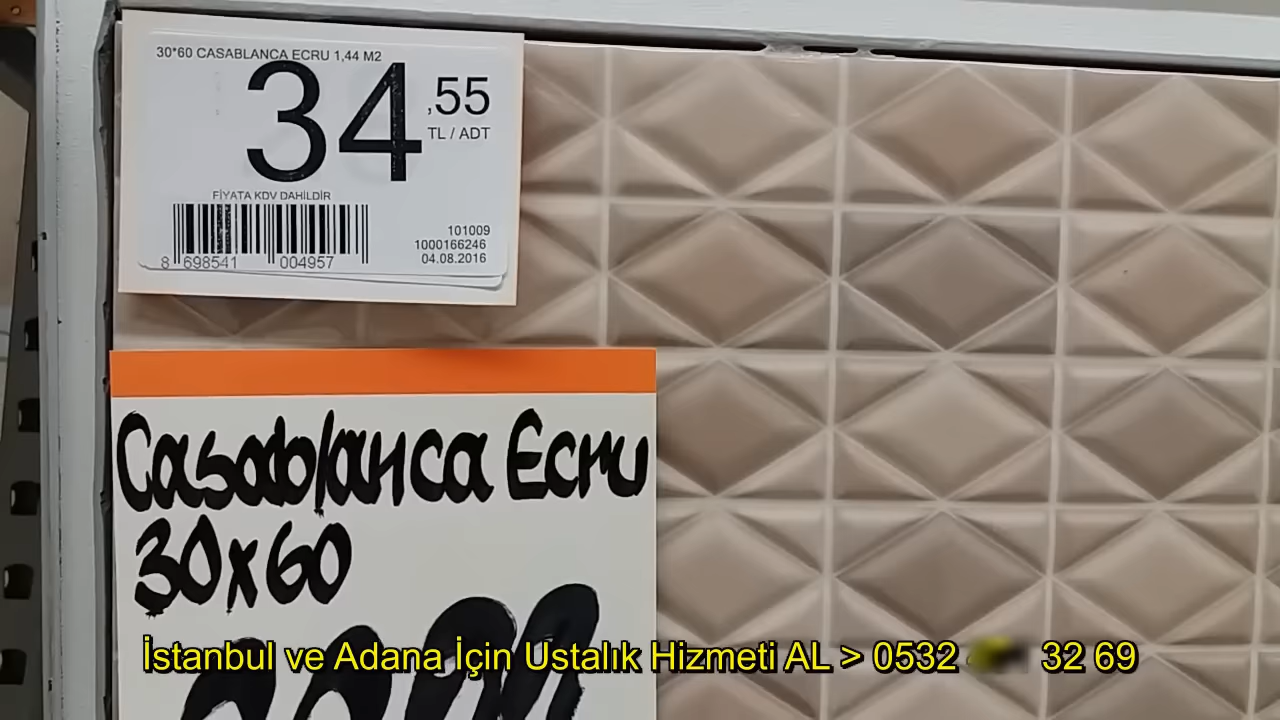 30*60 CASABLANCA ECRU 1,44 M2
34
,55
TL / ADT
FİYATA KDV DAHİLDİR
8 698541 004957
101009
1000166246
04.08.2016
Casablanca Ecru
30x60
İstanbul ve Adana İçin Ustalık Hizmeti AL > 0532 32 69